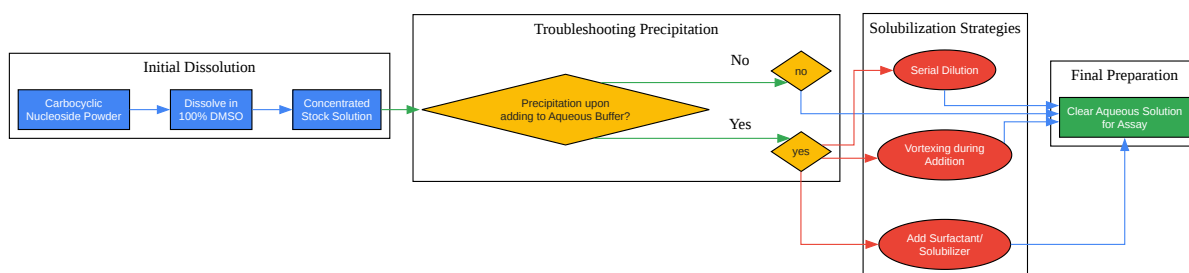 Initial Dissolution
Carbocyclic
Nucleoside Powder
Dissolve in
100% DMSO
Concentrated
Stock Solution
Troubleshooting Precipitation
Precipitation upon
adding to Aqueous Buffer?
No
no
Yes
yes
Solubilization Strategies
Serial Dilution
Vortexing during
Addition
Add Surfactant/
Solubilizer
Final Preparation
Clear Aqueous Solution
for Assay